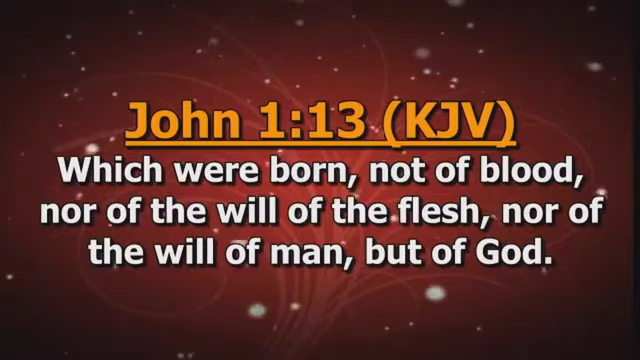 John 1:13 (KJV)
Which were born, not of blood,
nor of the will of the flesh, nor of
the will of man, but of God.